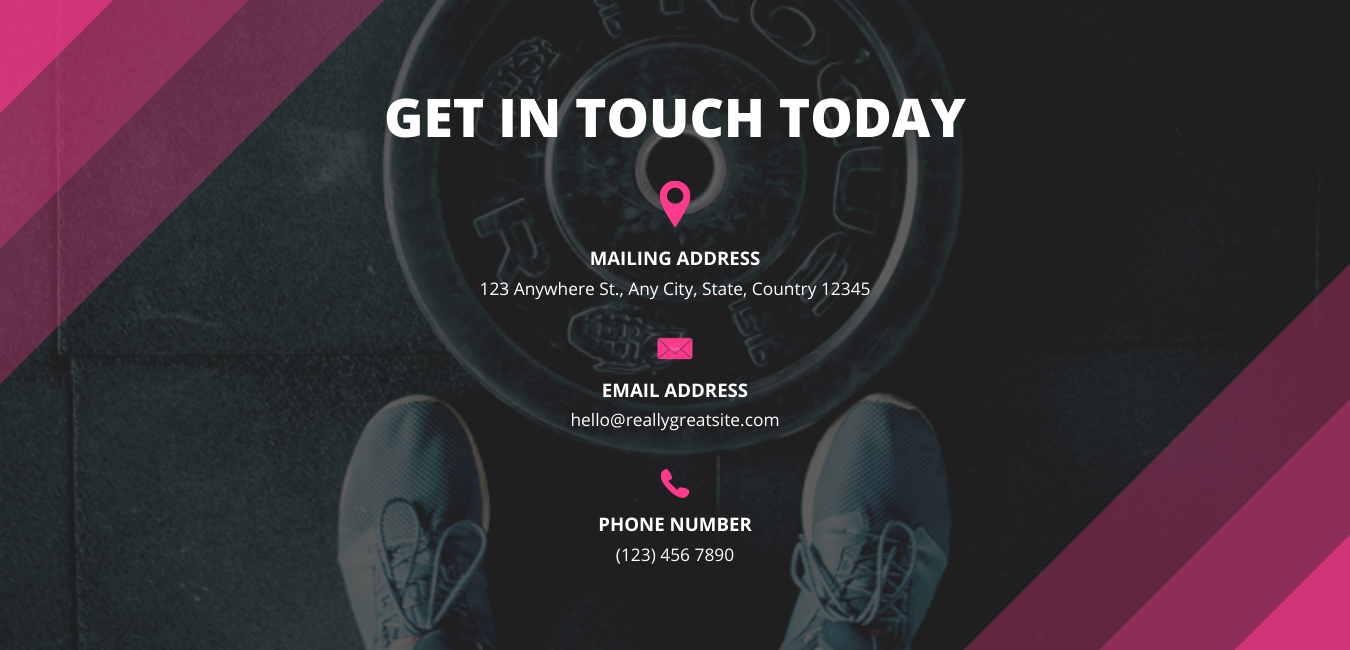 GET IN TOUCH TODAY
MAILING ADDRESS
123 Anywhere St., Any City, State, Country 12345
EMAIL ADDRESS
hello@reallygreatsite.com
PHONE NUMBER
(123) 456 7890